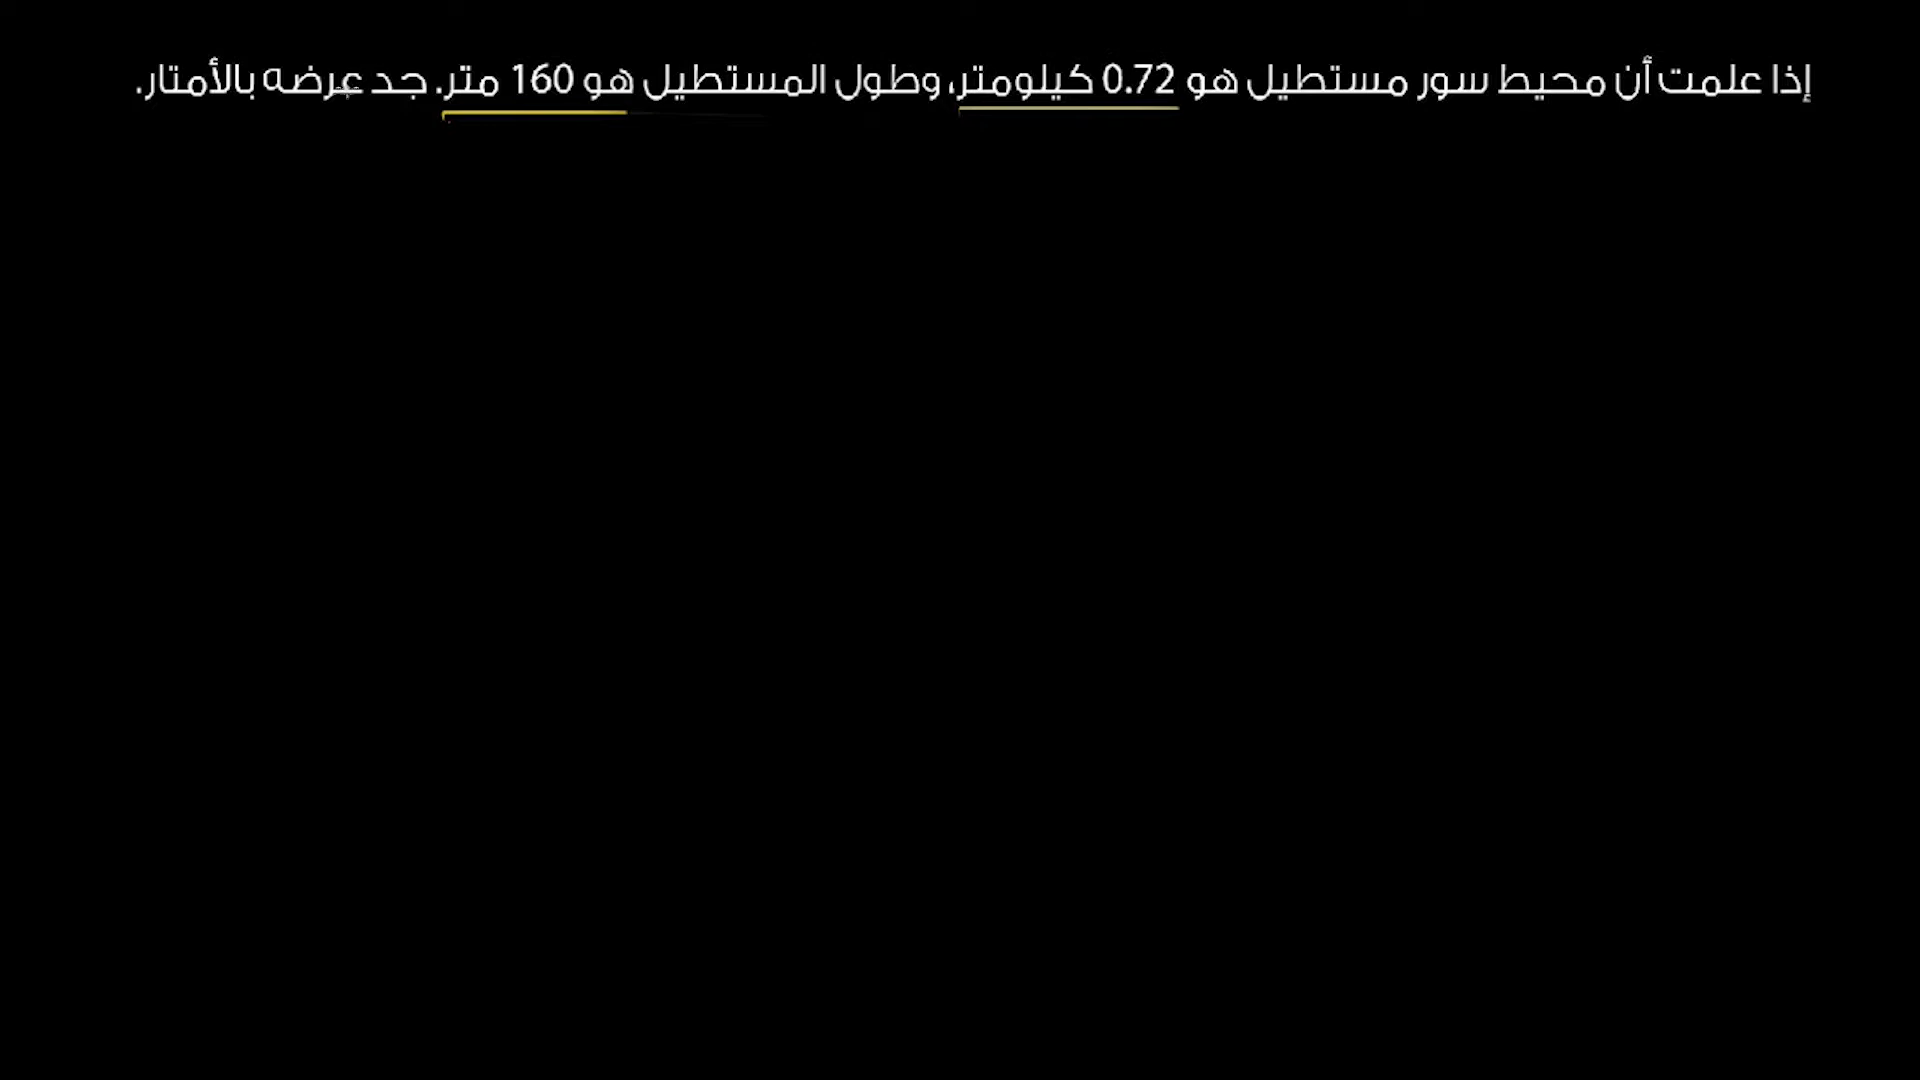 إذا علمت أن محيط سور مستطيل هو 0.72 كيلومتر، وطول المستطيل هو 160 متر. جد عرضه بالأمتار.